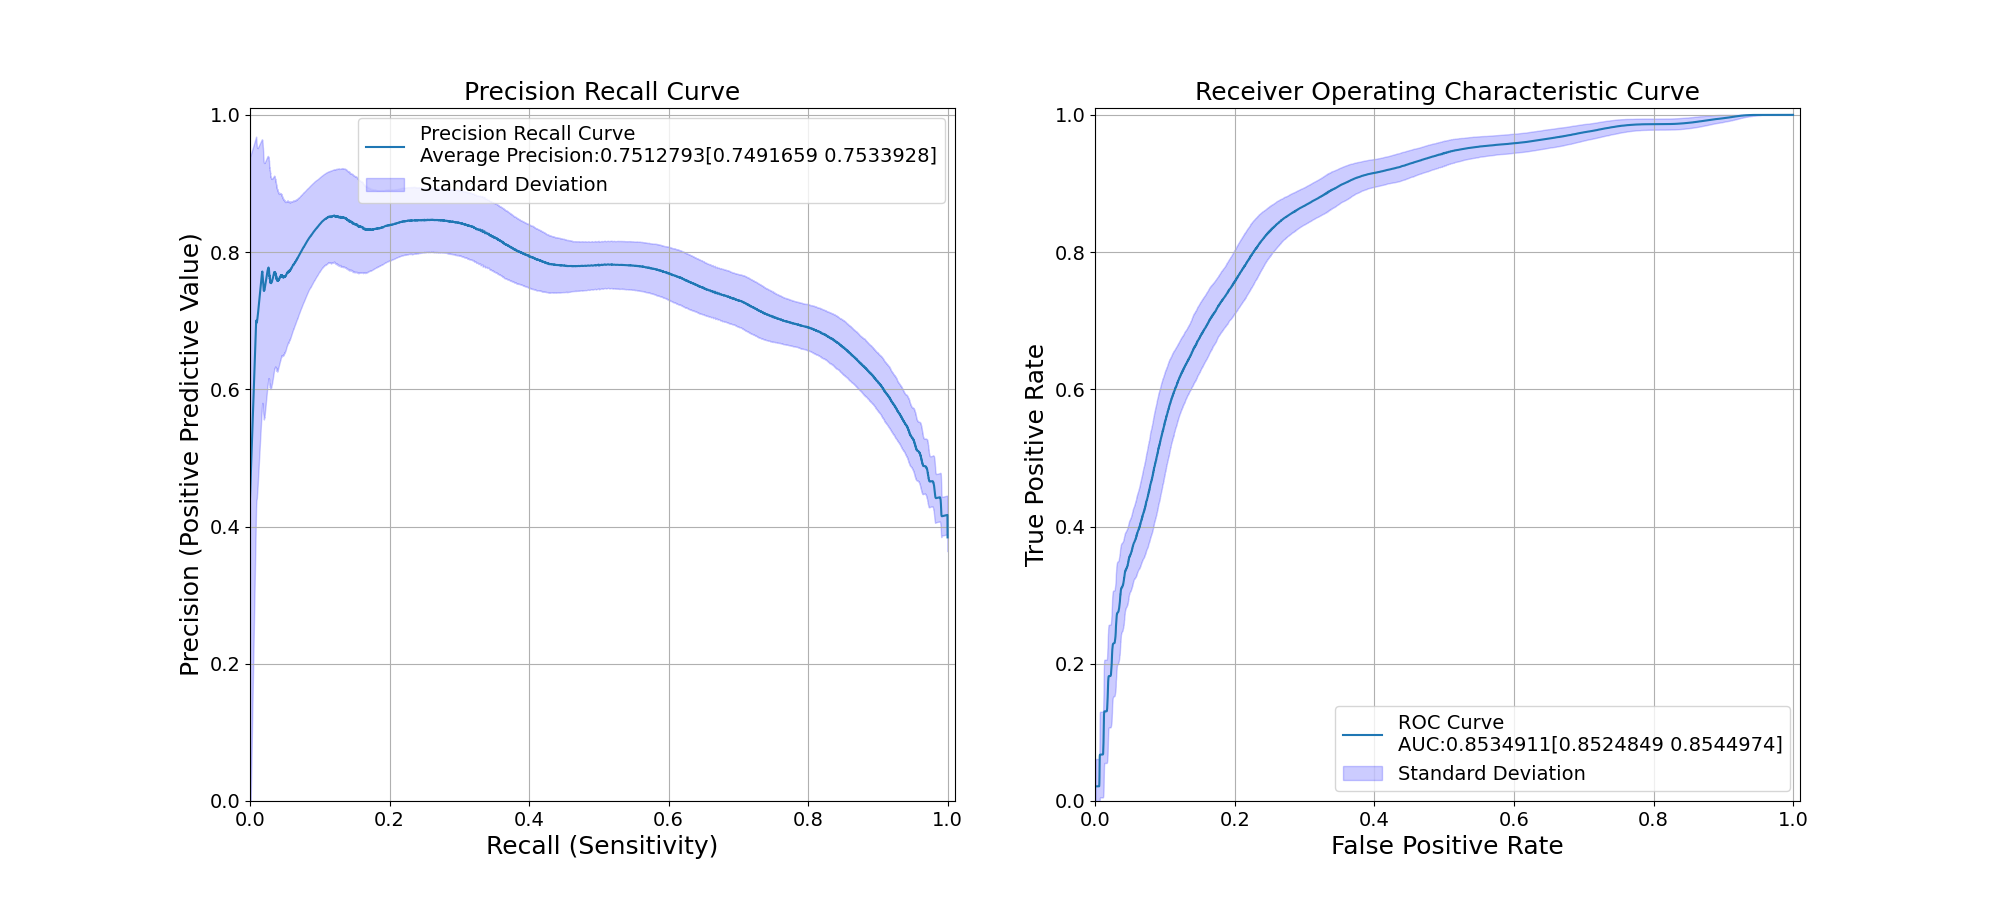 Precision Recall Curve
Precision (Positive Predictive Value)
1.0
0.8
0.6
0.4
0.2
0.0
Precision Recall Curve
Average Precision:0.7512793[0.7491659 0.7533928]
Standard Deviation
0.0 0.2 0.4 0.6 0.8 1.0
Recall (Sensitivity)
Receiver Operating Characteristic Curve
True Positive Rate
1.0
0.8
0.6
0.4
0.2
0.0
ROC Curve
AUC:0.8534911[0.8524849 0.8544974]
Standard Deviation
0.0 0.2 0.4 0.6 0.8 1.0
False Positive Rate